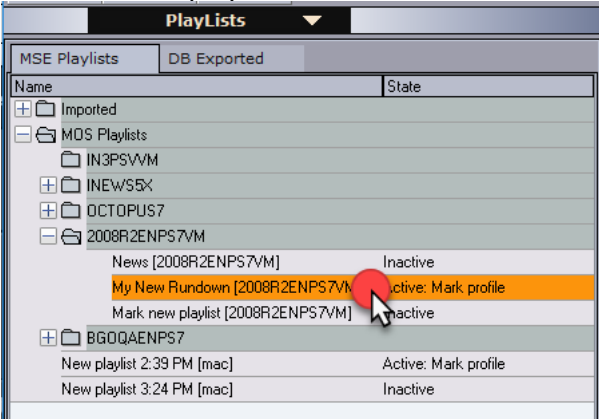 PlayLists
MSE Playlists DB Exported
Name State
Imported
MOS Playlists
IN3PSVVM
INEWS5X
OCTOPUS7
2008R2ENPS7VM
News [2008R2ENPS7VM] Inactive
My New Rundown [2008R2ENPS7VM Active: Mark profile
Mark new playlist [2008R2ENPS7VM] Inactive
BGOQAENPS7
New playlist 2:39 PM [mac] Active: Mark profile
New playlist 3:24 PM [mac] Inactive